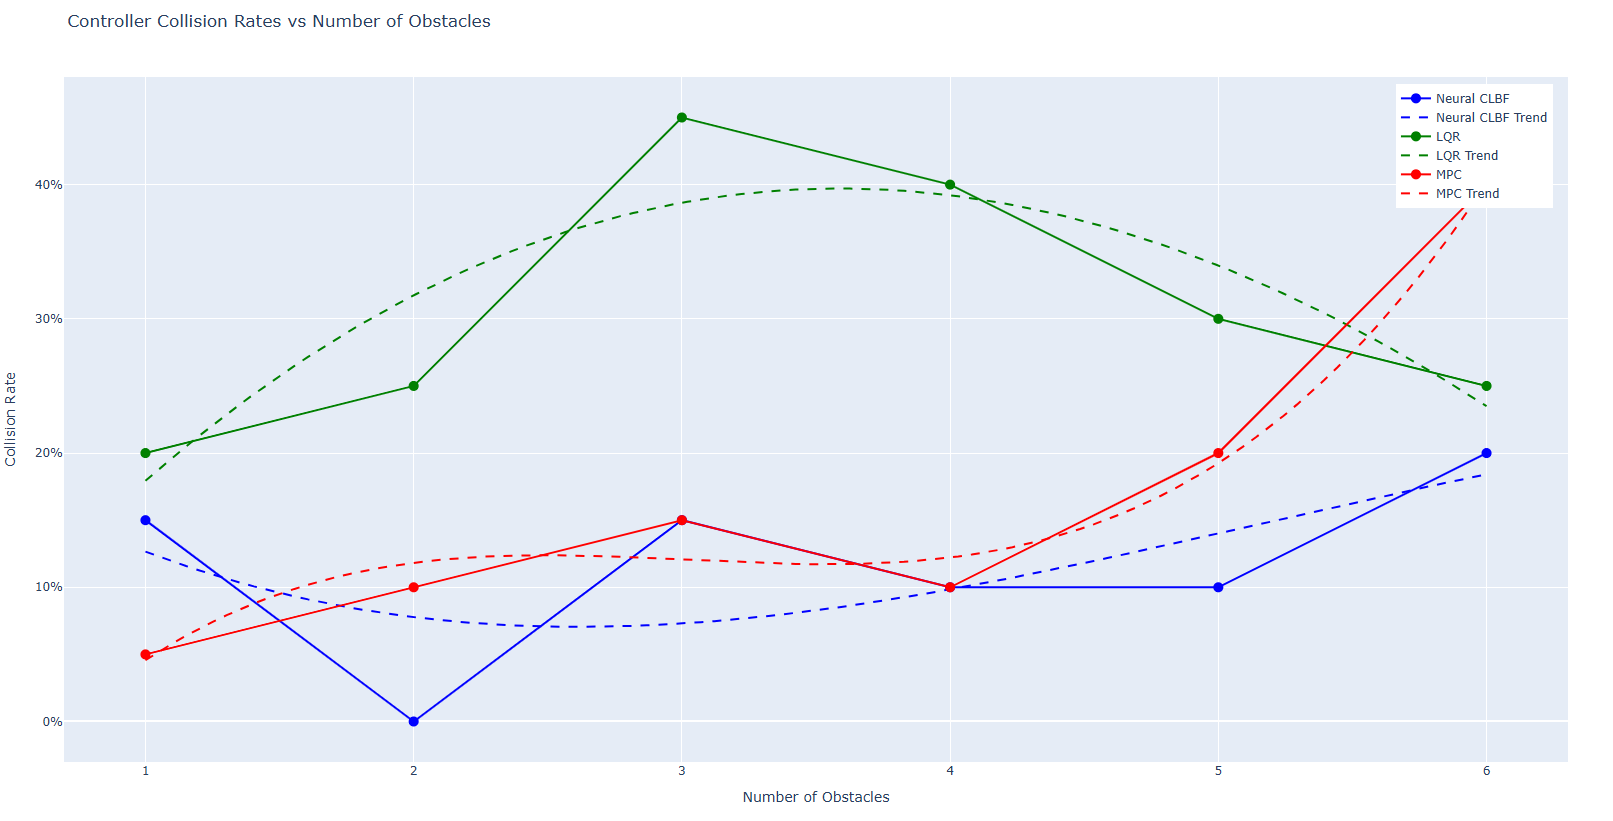 Controller Collision Rates vs Number of Obstacles
Neural CLBF
Neural CLBF Trend
LQR
LQR Trend
MPC
MPC Trend
Collision Rate
40%
30%
20%
10%
0%
1 2 3 4 5 6
Number of Obstacles